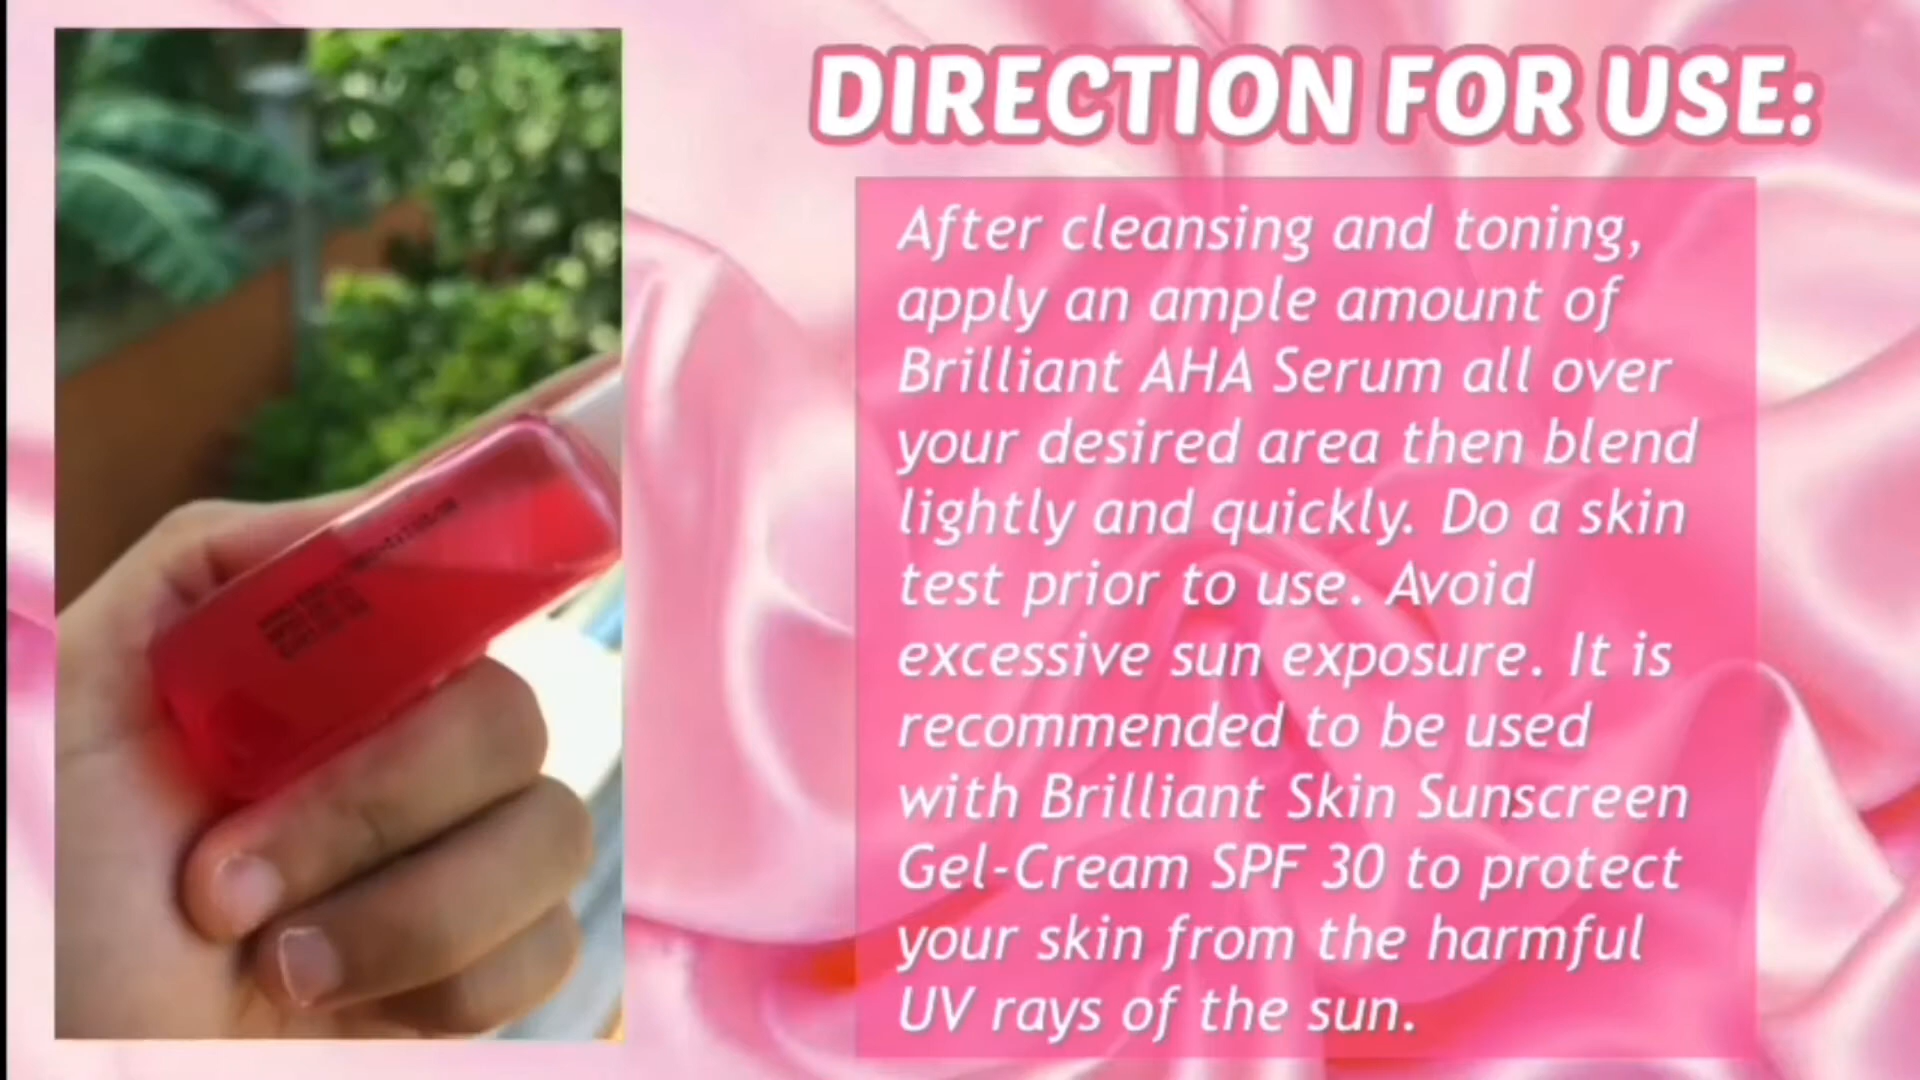 DIRECTION FOR USE:
After cleansing and toning,
apply an ample amount of
Brilliant AHA Serum all over
your desired area then blend
lightly and quickly. Do a skin
test prior to use. Avoid
excessive sun exposure. It is
recommended to be used
with Brilliant Skin Sunscreen
Gel-Cream SPF 30 to protect
your skin from the harmful
UV rays of the sun.